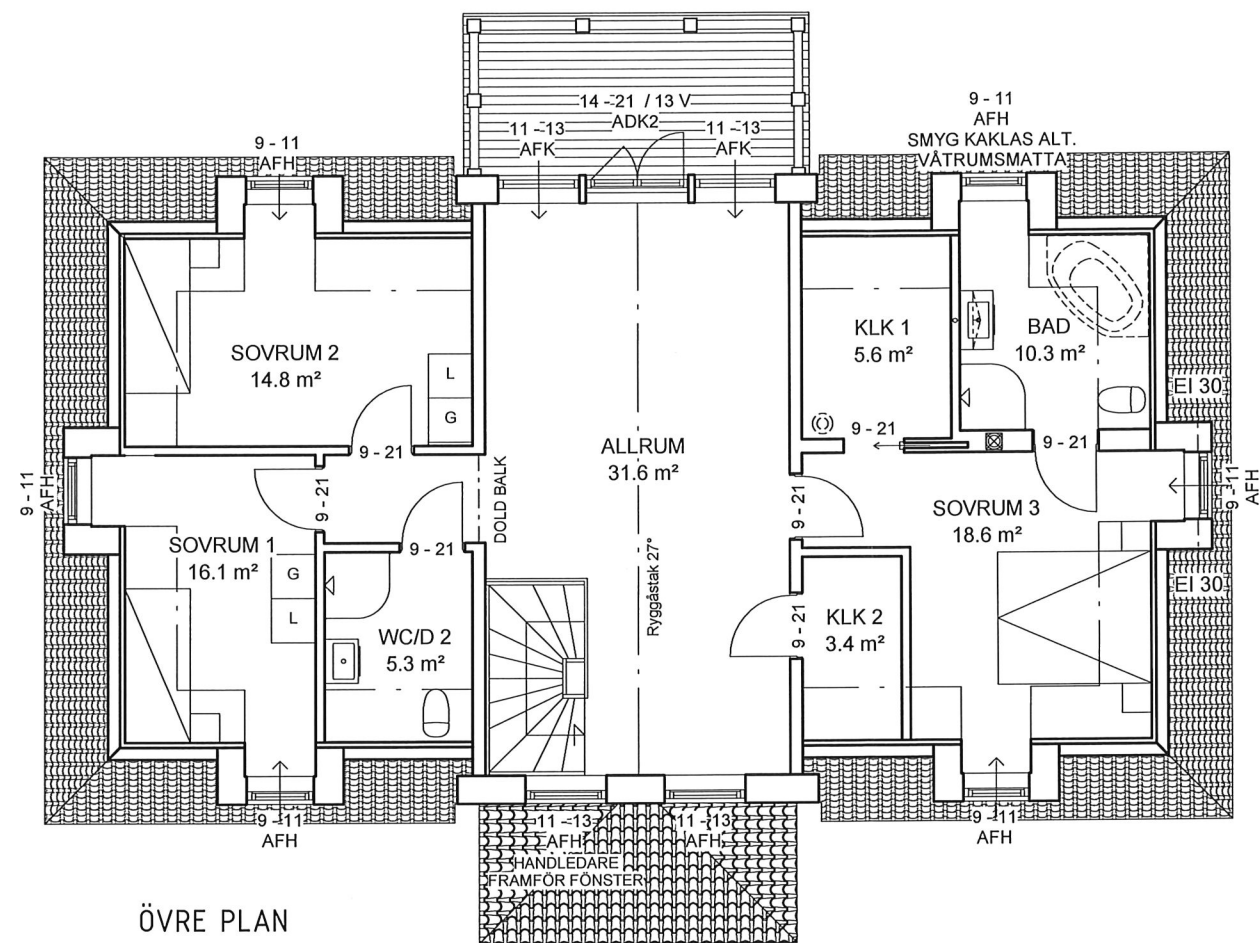 14 - 21 / 13 V
ADK2
11 - 13
AFK
11 - 13
AFK
9 - 11
AFH
9 - 11
AFH
SMYG KAKLAS ALT.
VÅTRUMSMATTA
SOVRUM 2
14.8 m²
L
G
9 - 21
KLK 1
5.6 m²
BAD
10.3 m²
EI 30
9 - 21
9 - 21
ALLRUM
31.6 m²
DOLD BALK
Ryggåstak 27°
9 - 11
AFH
9 - 21
SOVRUM 1
16.1 m²
G
L
9 - 21
WC/D 2
5.3 m²
9 - 21
SOVRUM 3
18.6 m²
9 - 11
AFH
EI 30
9 - 21
KLK 2
3.4 m²
9 - 11
AFH
11 - 13
AFH
11 - 13
AFH
HANDLEDARE
FRAMFÖR FÖNSTER
9 - 11
AFH
ÖVRE PLAN